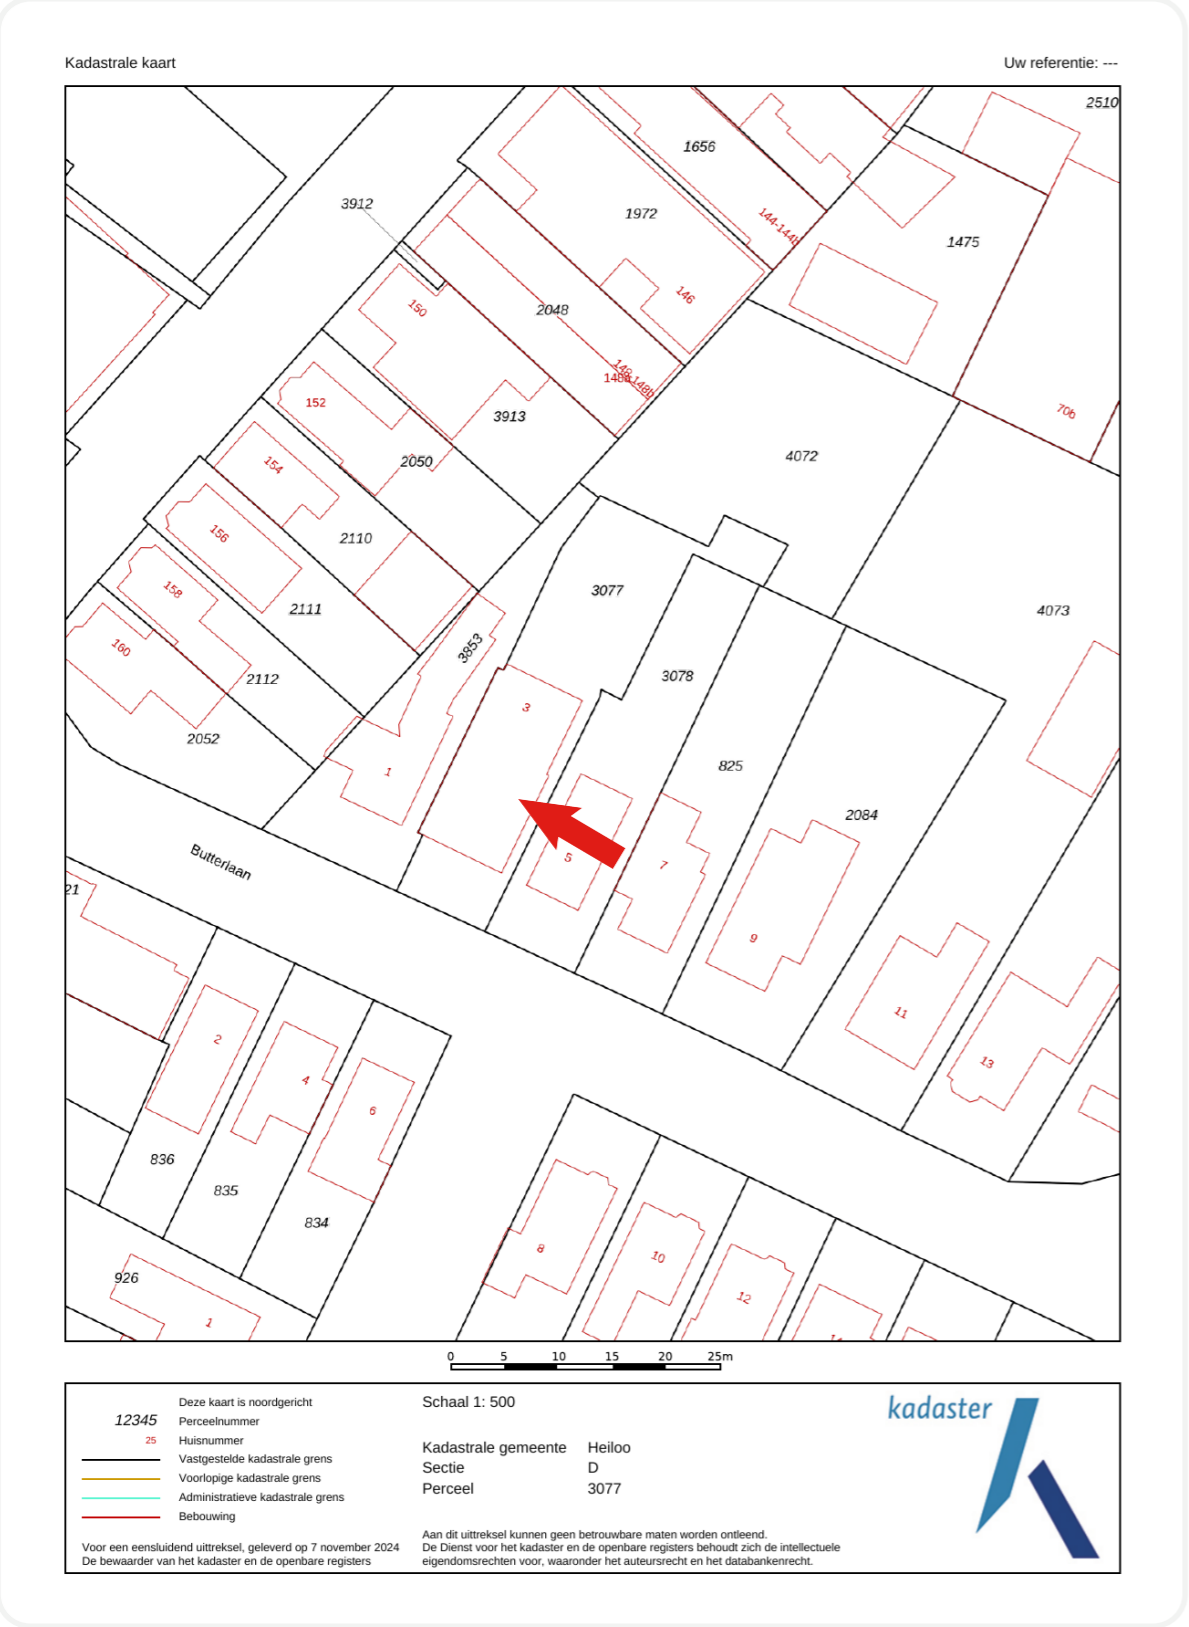 Kadastrale kaart
Uw referentie: ---
2510
1656
3912
1972
144-144b
1475
146
150
2048
148-148b
152
3913
70b
154
2050
4072
156
2110
158
3077
2111
4073
160
3853
3078
2112
3
2052
1
825
2084
Butterlaan
5
7
21
9
11
2
13
4
6
836
835
834
8
10
926
12
1
0 5 10 15 20 25m
Deze kaart is noordgericht
12345 Perceelnummer
25 Huisnummer
Vastgestelde kadastrale grens
Voorlopige kadastrale grens
Administratieve kadastrale grens
Bebouwing
Voor een eensluidend uittreksel, geleverd op 7 november 2024
De bewaarder van het kadaster en de openbare registers
Schaal 1: 500
Kadastrale gemeente Heiloo
Sectie D
Perceel 3077
Aan dit uittreksel kunnen geen betrouwbare maten worden ontleend.
De Dienst voor het kadaster en de openbare registers behoudt zich de intellectuele
eigendomsrechten voor, waaronder het auteursrecht en het databankenrecht.
kadaster